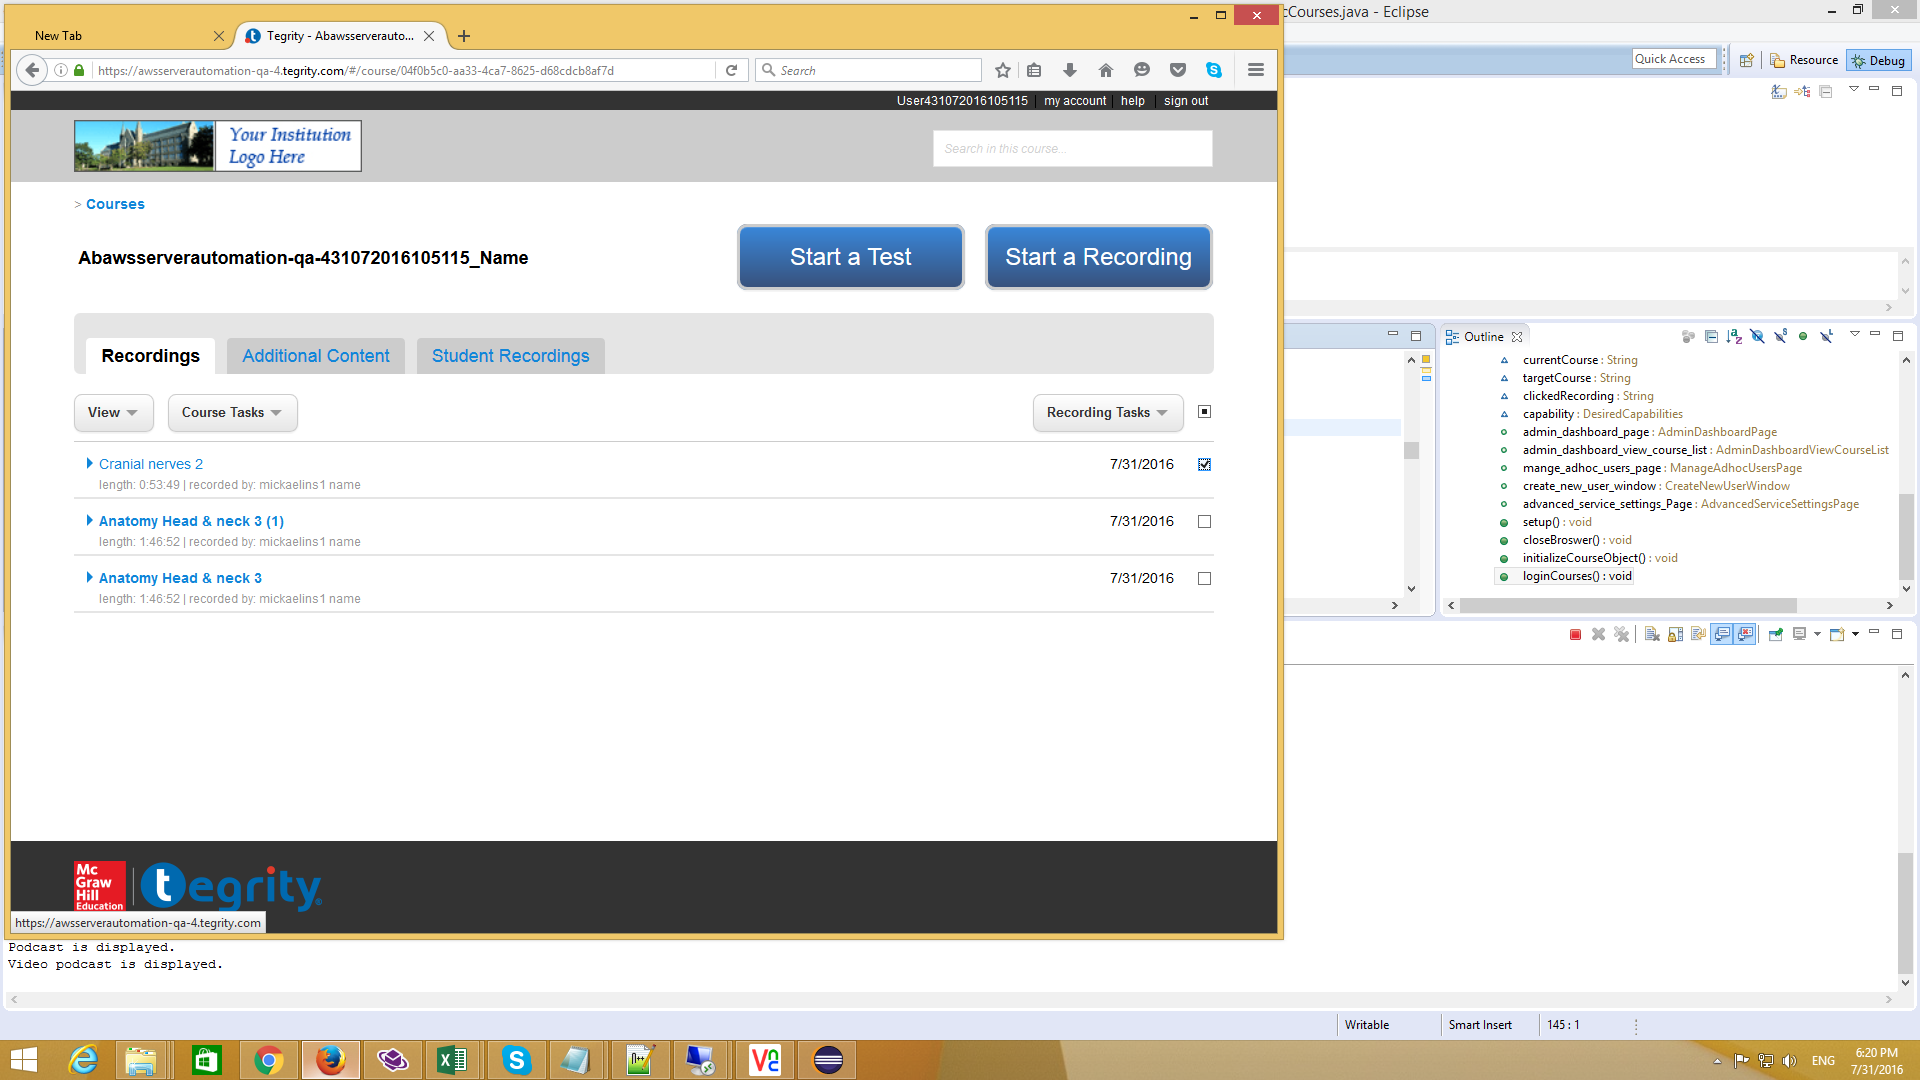 cCourses.java - Eclipse
New Tab
Tegrity - Abawsserverauto...
https://awsserverautomation-qa-4.tegrity.com/#/course/04f0b5c0-aa33-4ca7-8625-d68cdcb8af7d
Search
Quick Access
Resource
Debug
User431072016105115
my account
help
sign out
Your Institution
Logo Here
Search in this course...
> Courses
Abawsserverautomation-qa-431072016105115_Name
Start a Test
Start a Recording
Recordings
Additional Content
Student Recordings
View
Course Tasks
Recording Tasks
Cranial nerves 2
7/31/2016
length: 0:53:49 | recorded by: mickaelins1 name
Anatomy Head & neck 3 (1)
7/31/2016
length: 1:46:52 | recorded by: mickaelins1 name
Anatomy Head & neck 3
7/31/2016
length: 1:46:52 | recorded by: mickaelins1 name
Outline
currentCourse : String
targetCourse : String
clickedRecording : String
capability : DesiredCapabilities
admin_dashboard_page : AdminDashboardPage
admin_dashboard_view_course_list : AdminDashboardViewCourseList
mange_adhoc_users_page : ManageAdhocUsersPage
create_new_user_window : CreateNewUserWindow
advanced_service_settings_Page : AdvancedServiceSettingsPage
setup() : void
closeBroswer() : void
initializeCourseObject() : void
loginCourses() : void
Mc
Graw
Hill
Education
tegrity
https://awsserverautomation-qa-4.tegrity.com
Podcast is displayed.
Video podcast is displayed.
Writable
Smart Insert
145 : 1
ENG
6:20 PM
7/31/2016